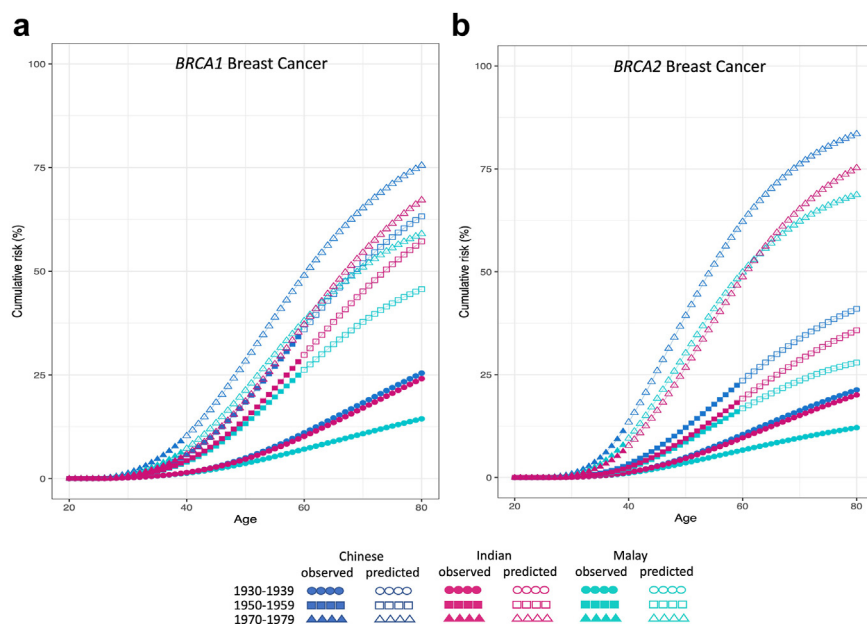 a
b
BRCA1 Breast Cancer
BRCA2 Breast Cancer
Cumulative risk (%)
100
75
50
25
0
20 40 60 80
Age
Cumulative risk (%)
100
75
50
25
0
20 40 60 80
Age
Chinese Indian Malay
observed predicted observed predicted observed predicted
1930-1939
1950-1959
1970-1979